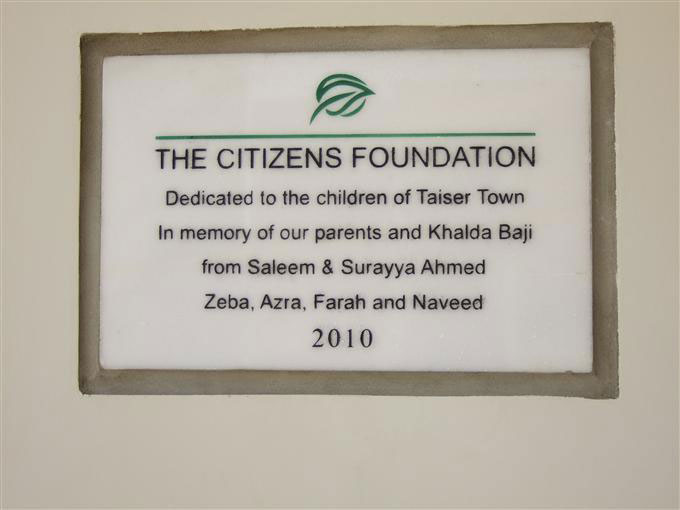 THE CITIZENS FOUNDATION
Dedicated to the children of Taiser Town
In memory of our parents and Khalda Baji
from Saleem & Surayya Ahmed
Zeba, Azra, Farah and Naveed
2010